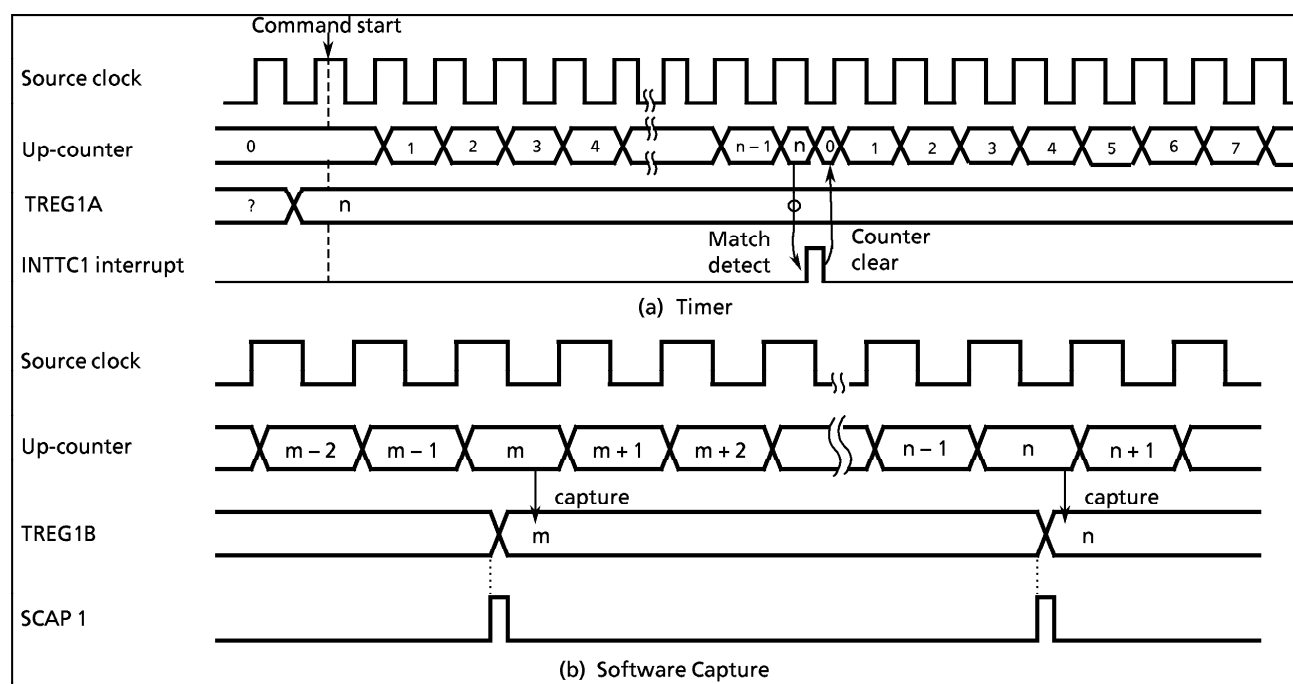 Command start
Source clock
Up-counter 0 1 2 3 4 n – 1 n 0 1 2 3 4 5 6 7
TREG1A ? n
Match detect
Counter clear
INTTC1 interrupt
(a) Timer
Source clock
Up-counter m – 2 m – 1 m m + 1 m + 2 n – 1 n n + 1
capture capture
TREG1B m n
SCAP 1
(b) Software Capture